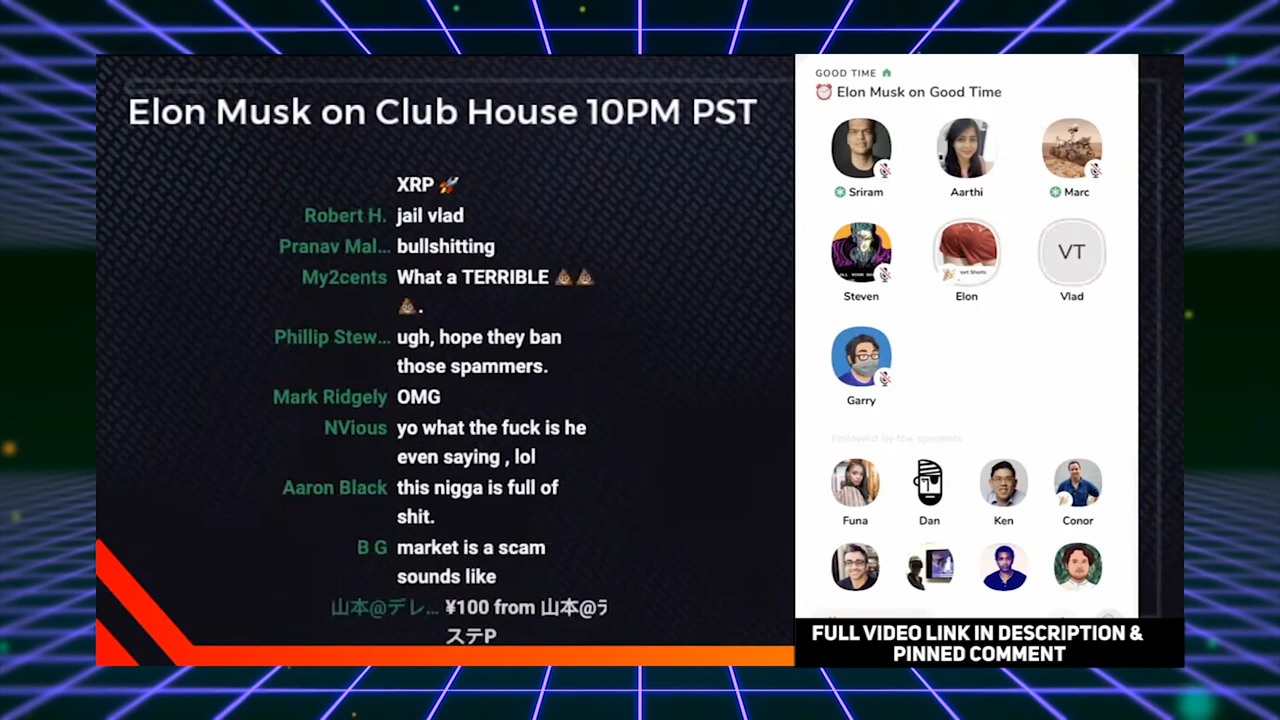 Elon Musk on Club House 10PM PST
XRP 🚀
Robert H. jail vlad
Pranav Mal... bullshitting
My2cents What a TERRIBLE 💩💩
💩.
Phillip Stew... ugh, hope they ban
those spammers.
Mark Ridgely OMG
NVious yo what the fuck is he
even saying , lol
Aaron Black this nigga is full of
shit.
B G market is a scam
sounds like
山本@デレ... ¥100 from 山本@ラ
ステP
GOOD TIME
⏰ Elon Musk on Good Time
Sriram Aarthi Marc
Steven Elon Vlad
VT
Garry
Followed by the speakers
Funa Dan Ken Conor
FULL VIDEO LINK IN DESCRIPTION &
PINNED COMMENT